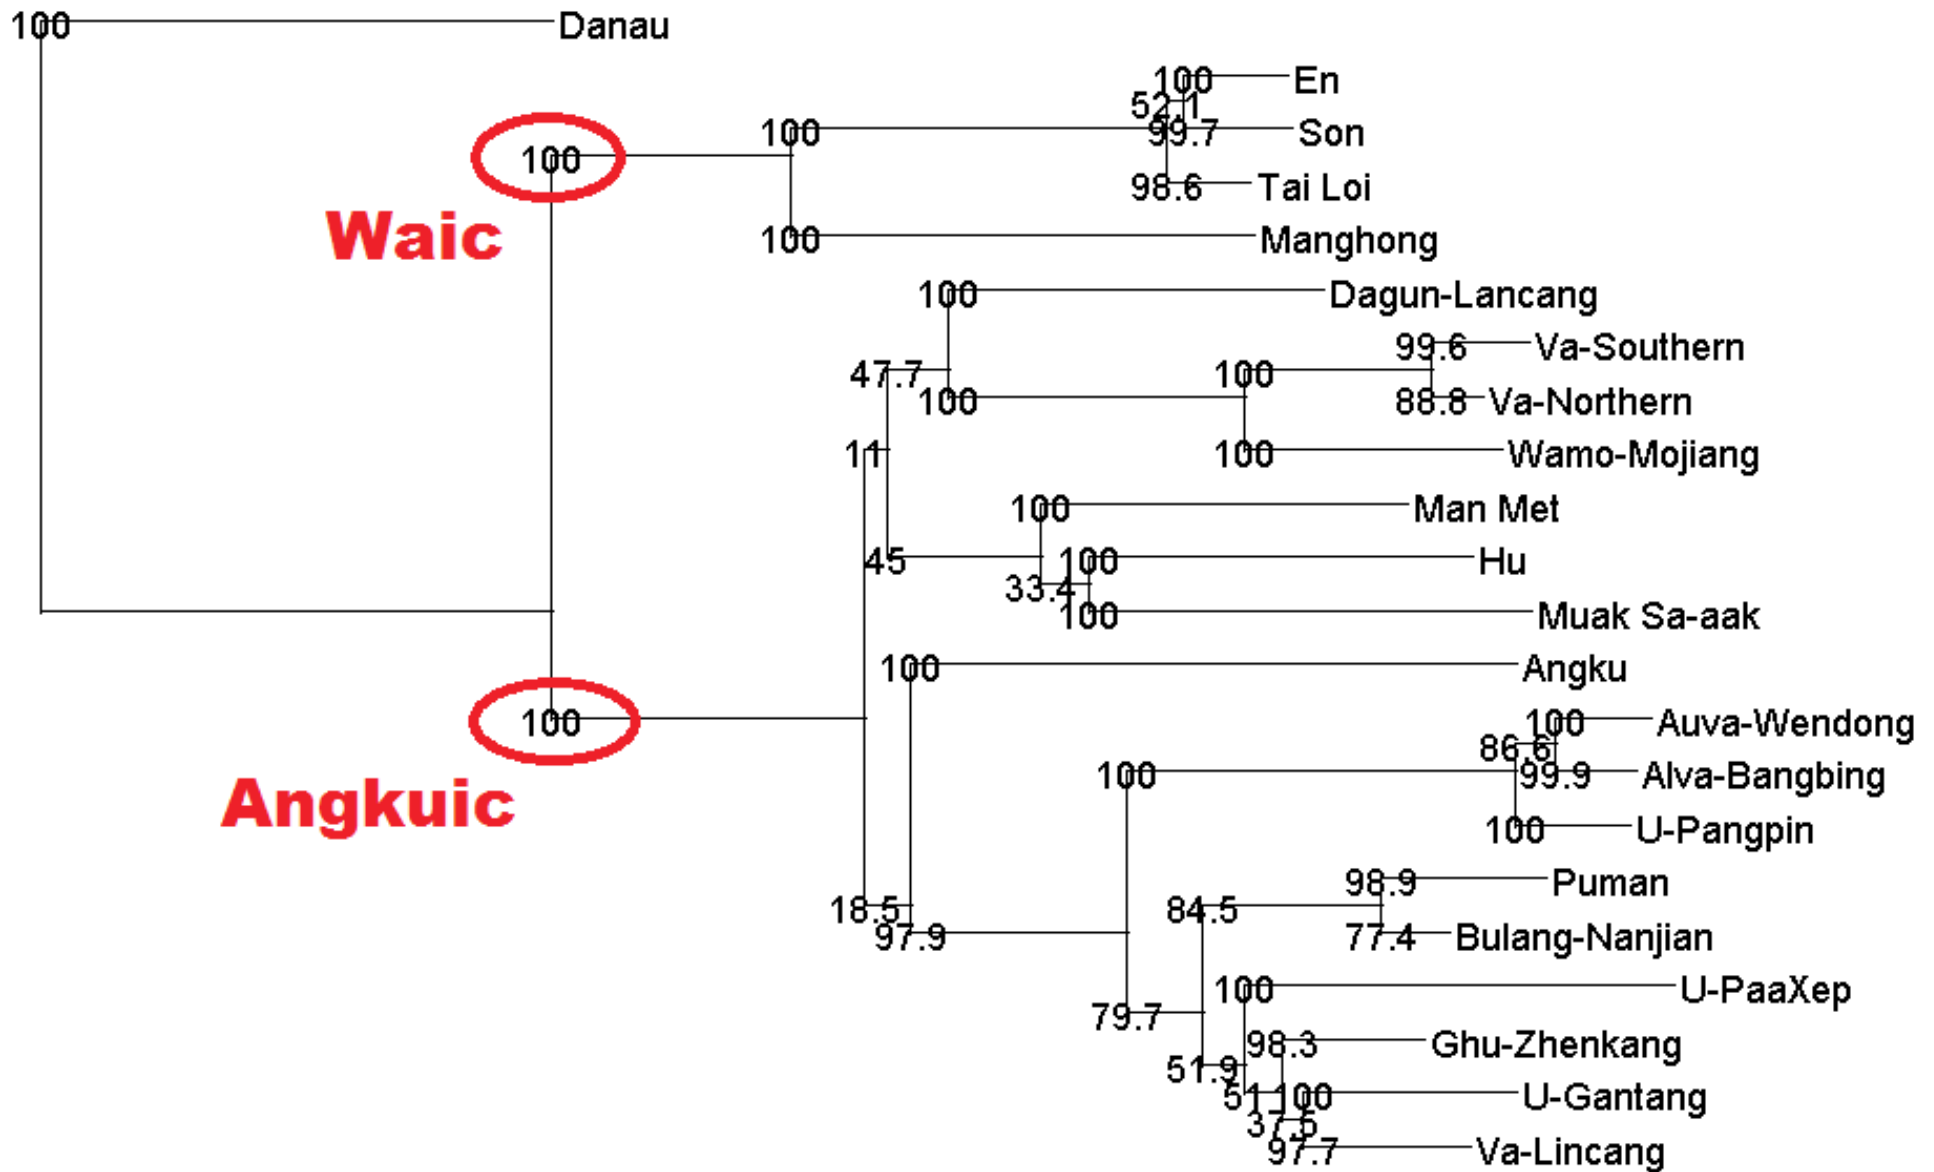 100 Danau
100 En
52.1
100 99.7 Son
100
98.6 Tai Loi
Waic
100 Manghong
100 Dagun-Lancang
99.6 Va-Southern
47.7 100
100 88.8 Va-Northern
11 100 Wamo-Mojiang
100 Man Met
45 100 Hu
33.4
100 Muak Sa-aak
100 Angku
100 100 Auva-Wendong
86.6
100 99.9 Alva-Bangbing
Angkuic
100 U-Pangpin
98.9 Puman
18.5 84.5
97.9 77.4 Bulang-Nanjian
100 U-PaaXep
79.7
98.3 Ghu-Zhenkang
51.9
100 U-Gantang
37.5
97.7 Va-Lincang